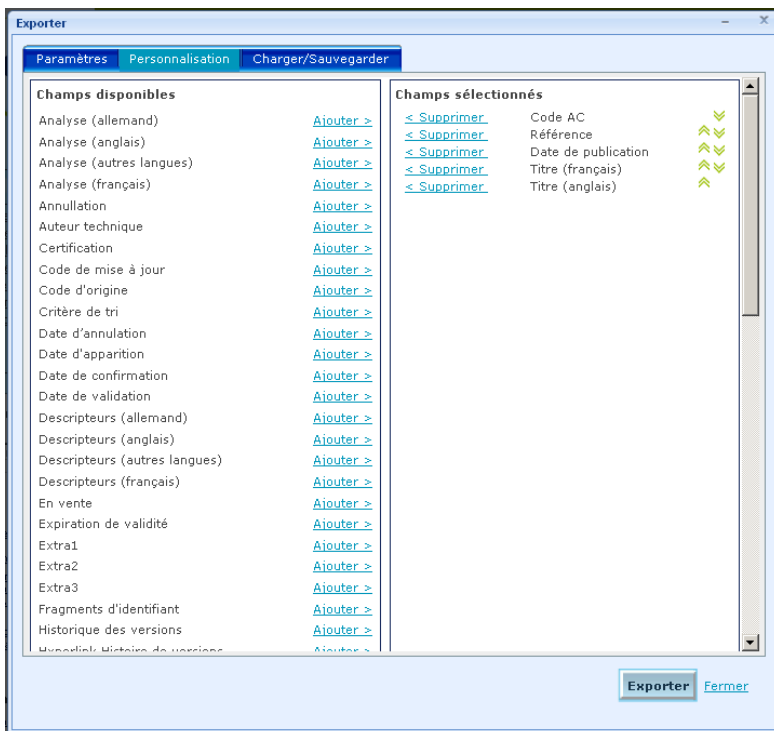 Exporter
Paramètres Personnalisation Charger/Sauvegarder
Champs disponibles
Analyse (allemand) Ajouter >
Analyse (anglais) Ajouter >
Analyse (autres langues) Ajouter >
Analyse (français) Ajouter >
Annullation Ajouter >
Auteur technique Ajouter >
Certification Ajouter >
Code de mise à jour Ajouter >
Code d'origine Ajouter >
Critère de tri Ajouter >
Date d'annulation Ajouter >
Date d'apparition Ajouter >
Date de confirmation Ajouter >
Date de validation Ajouter >
Descripteurs (allemand) Ajouter >
Descripteurs (anglais) Ajouter >
Descripteurs (autres langues) Ajouter >
Descripteurs (français) Ajouter >
En vente Ajouter >
Expiration de validité Ajouter >
Extra1 Ajouter >
Extra2 Ajouter >
Extra3 Ajouter >
Fragments d'identifiant Ajouter >
Historique des versions Ajouter >
Hyperlink Histoire de versions Ajouter >
Champs sélectionnés
< Supprimer Code AC
< Supprimer Référence
< Supprimer Date de publication
< Supprimer Titre (français)
< Supprimer Titre (anglais)
Exporter Fermer